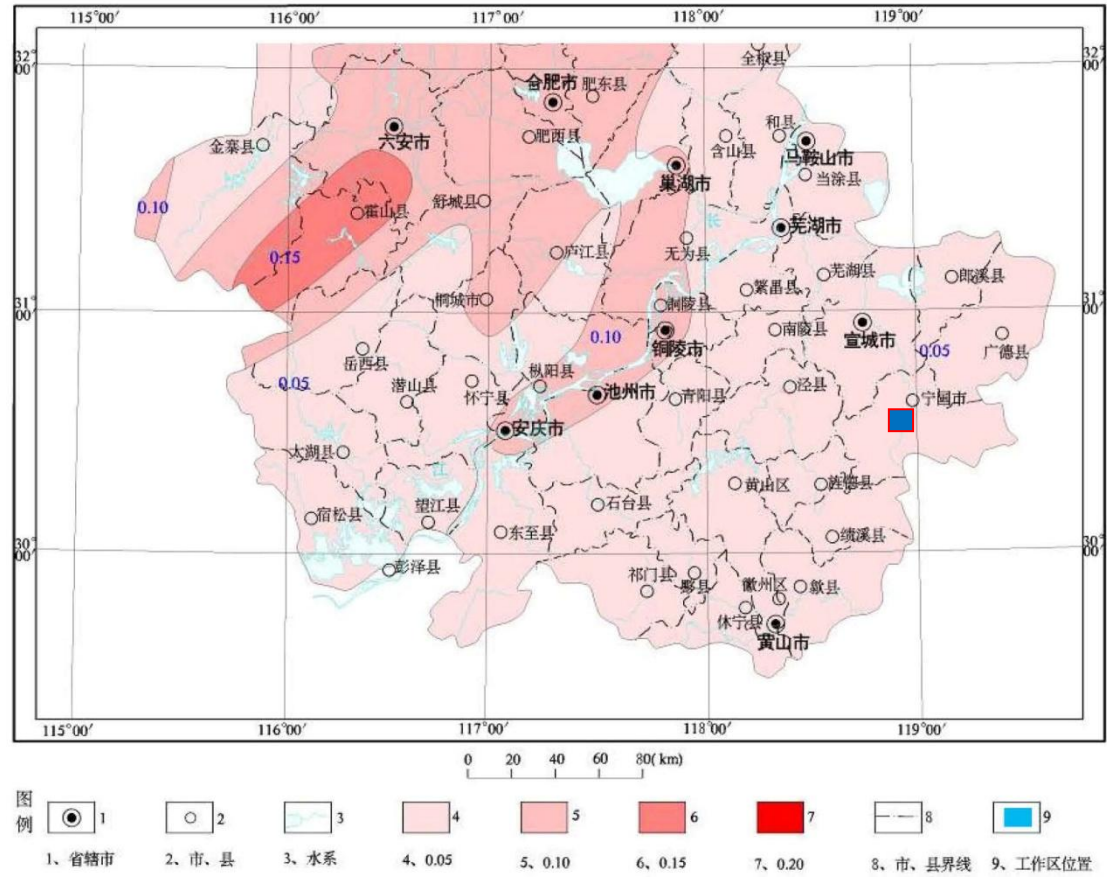 115°00′ 116°00′ 117°00′ 118°00′ 119°00′
32°00′ 32°00′
全椒县
合肥市 肥东县
六安市
肥西县
和县
含山县
马鞍山市
金寨县
巢湖市
当涂县
0.10
霍山县
舒城县
芜湖市
无为县
庐江县
0.15
芜湖县
郎溪县
繁昌县
桐城市
铜陵县
31°00′ 31°00′
南陵县
宣城市
铜陵市
0.10
广德县
0.05
岳西县
枞阳县
0.05
潜山县
怀宁县
池州市
泾县
青阳县
宁国市
安庆市
太湖县
江
黄山区
旌德县
石台县
望江县
宿松县
东至县
绩溪县
30°00′ 30°00′
彭泽县
祁门县
黟县
徽州区
歙县
休宁县
黄山市
115°00′ 116°00′ 117°00′ 118°00′ 119°00′
0 20 40 60 80(km)
图例
1 2 3 4 5 6 7 8 9
1、省辖市 2、市、县 3、水系 4、0.05 5、0.10 6、0.15 7、0.20 8、市、县界线 9、工作区位置